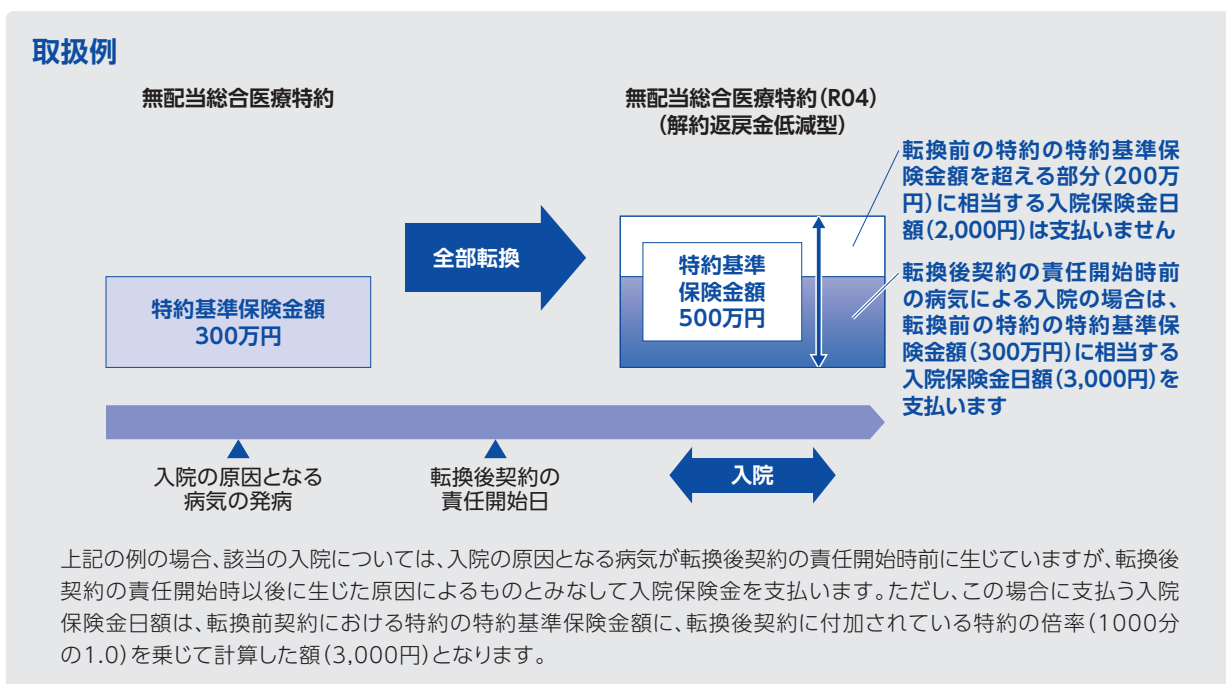 取扱例
無配当総合医療特約
無配当総合医療特約(R04)
(解約返戻金低減型)
転換前の特約の特約基準保
険金額を超える部分(200万
円)に相当する入院保険金日
額(2,000円)は支払いません
全部転換
特約基準
保険金額
500万円
特約基準保険金額
300万円
転換後契約の責任開始時前
の病気による入院の場合は、
転換前の特約の特約基準保
険金額(300万円)に相当する
入院保険金日額(3,000円)を
支払います
入院の原因となる
病気の発病
転換後契約の
責任開始日
入院
上記の例の場合、該当の入院については、入院の原因となる病気が転換後契約の責任開始時前に生じていますが、転換後
契約の責任開始時以後に生じた原因によるものとみなして入院保険金を支払います。ただし、この場合に支払う入院
保険金日額は、転換前契約における特約の特約基準保険金額に、転換後契約に付加されている特約の倍率(1000分
の1.0)を乗じて計算した額(3,000円)となります。